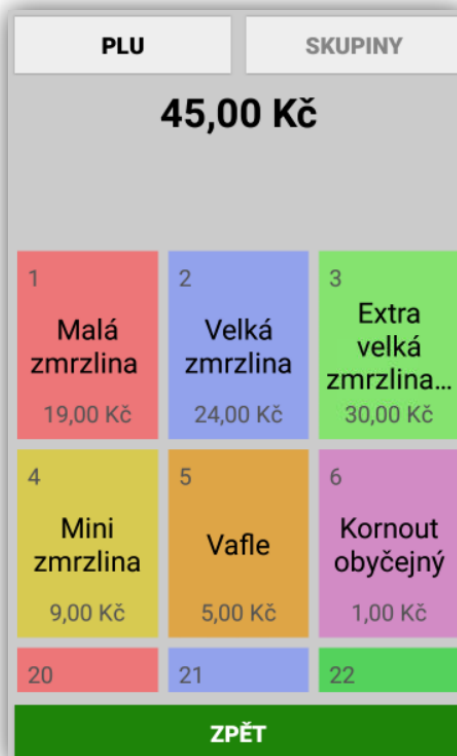 PLU
SKUPINY
45,00 Kč
1
Malá
zmrzlina
19,00 Kč
2
Velká
zmrzlina
24,00 Kč
3
Extra
velká
zmrzlina...
30,00 Kč
4
Mini
zmrzlina
9,00 Kč
5
Vafle
5,00 Kč
6
Kornout
obyčejný
1,00 Kč
20
21
22
ZPĚT